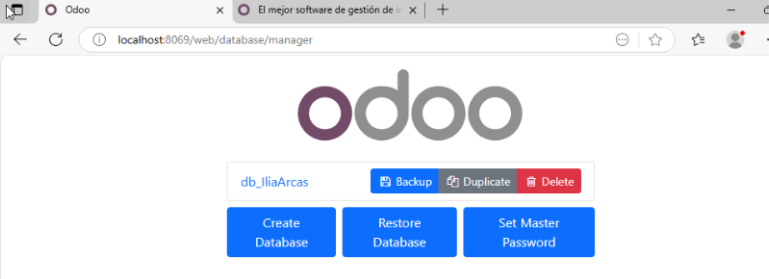 Odoo
El mejor software de gestión de in
localhost:8069/web/database/manager
odoo
db_IliaArcas
Backup
Duplicate
Delete
Create
Database
Restore
Database
Set Master
Password